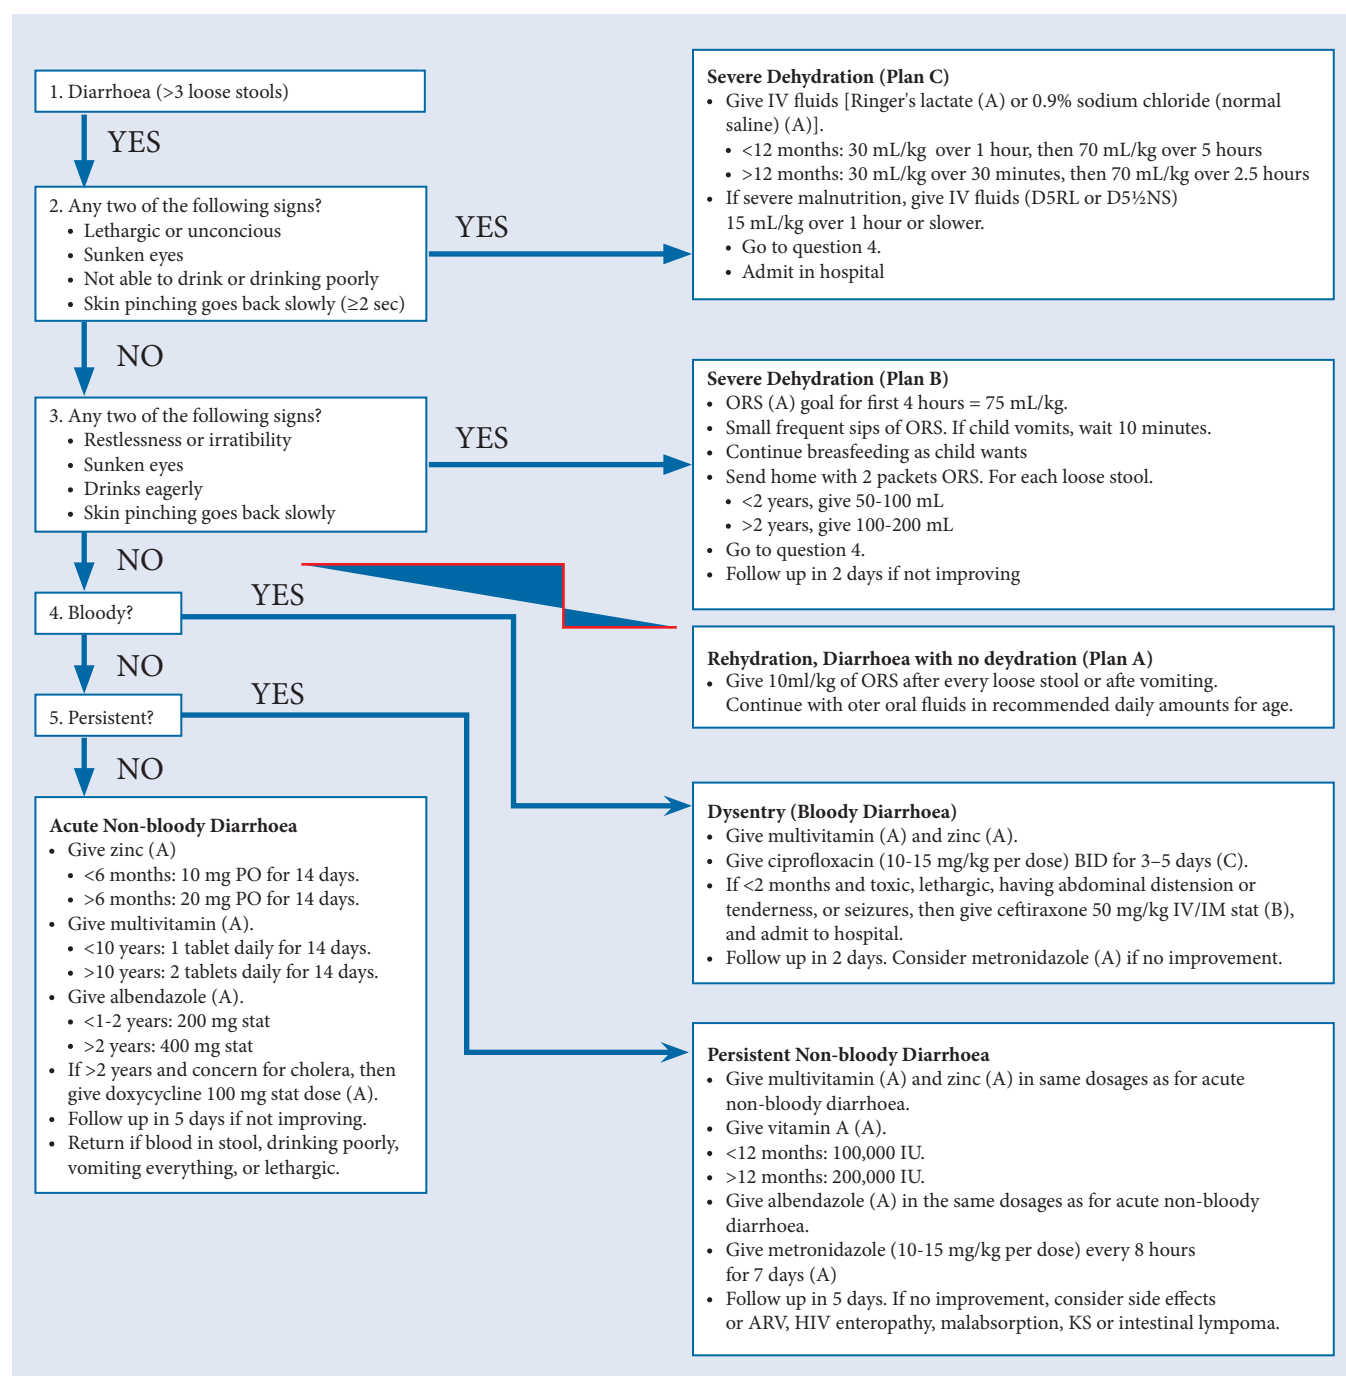 1. Diarrhoea (>3 loose stools)
YES
2. Any two of the following signs?
• Lethargic or unconcious
• Sunken eyes
• Not able to drink or drinking poorly
• Skin pinching goes back slowly (≥2 sec)
YES
Severe Dehydration (Plan C)
• Give IV fluids [Ringer's lactate (A) or 0.9% sodium chloride (normal
saline) (A)].
• <12 months: 30 mL/kg over 1 hour, then 70 mL/kg over 5 hours
• >12 months: 30 mL/kg over 30 minutes, then 70 mL/kg over 2.5 hours
• If severe malnutrition, give IV fluids (D5RL or D5½NS)
15 mL/kg over 1 hour or slower.
• Go to question 4.
• Admit in hospital
NO
3. Any two of the following signs?
• Restlessness or irratibility
• Sunken eyes
• Drinks eagerly
• Skin pinching goes back slowly
YES
Severe Dehydration (Plan B)
• ORS (A) goal for first 4 hours = 75 mL/kg.
• Small frequent sips of ORS. If child vomits, wait 10 minutes.
• Continue breasfeeding as child wants
• Send home with 2 packets ORS. For each loose stool.
• <2 years, give 50-100 mL
• >2 years, give 100-200 mL
• Go to question 4.
• Follow up in 2 days if not improving
NO
4. Bloody?
YES
Rehydration, Diarrhoea with no deydration (Plan A)
• Give 10ml/kg of ORS after every loose stool or afte vomiting.
Continue with oter oral fluids in recommended daily amounts for age.
NO
5. Persistent?
YES
Dysentry (Bloody Diarrhoea)
• Give multivitamin (A) and zinc (A).
• Give ciprofloxacin (10-15 mg/kg per dose) BID for 3–5 days (C).
• If <2 months and toxic, lethargic, having abdominal distension or
tenderness, or seizures, then give ceftiraxone 50 mg/kg IV/IM stat (B),
and admit to hospital.
• Follow up in 2 days. Consider metronidazole (A) if no improvement.
NO
Acute Non-bloody Diarrhoea
• Give zinc (A)
• <6 months: 10 mg PO for 14 days.
• >6 months: 20 mg PO for 14 days.
• Give multivitamin (A).
• <10 years: 1 tablet daily for 14 days.
• >10 years: 2 tablets daily for 14 days.
• Give albendazole (A).
• <1-2 years: 200 mg stat
• >2 years: 400 mg stat
• If >2 years and concern for cholera, then
give doxycycline 100 mg stat dose (A).
• Follow up in 5 days if not improving.
• Return if blood in stool, drinking poorly,
vomiting everything, or lethargic.
Persistent Non-bloody Diarrhoea
• Give multivitamin (A) and zinc (A) in same dosages as for acute
non-bloody diarrhoea.
• Give vitamin A (A).
• <12 months: 100,000 IU.
• >12 months: 200,000 IU.
• Give albendazole (A) in the same dosages as for acute non-bloody
diarrhoea.
• Give metronidazole (10-15 mg/kg per dose) every 8 hours
for 7 days (A)
• Follow up in 5 days. If no improvement, consider side effects
or ARV, HIV enteropathy, malabsorption, KS or intestinal lympoma.